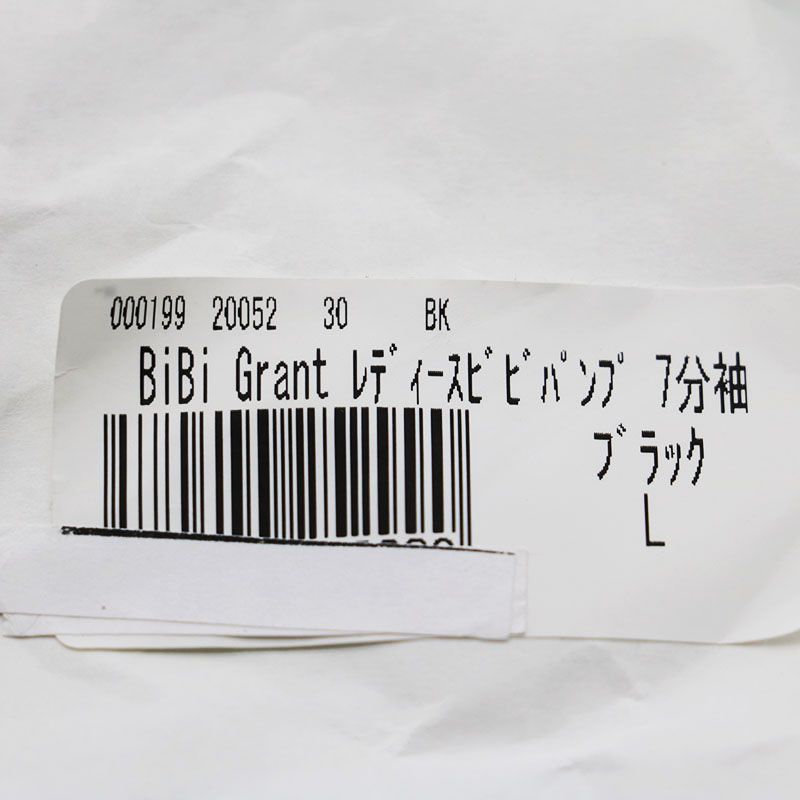 000199 20052 30 BK
BiBi Grant ﾚﾃﾞｨｰｽﾋﾞﾋﾞﾊﾟﾝﾌﾟ 7分袖
ﾌﾞﾗｯｸ
L